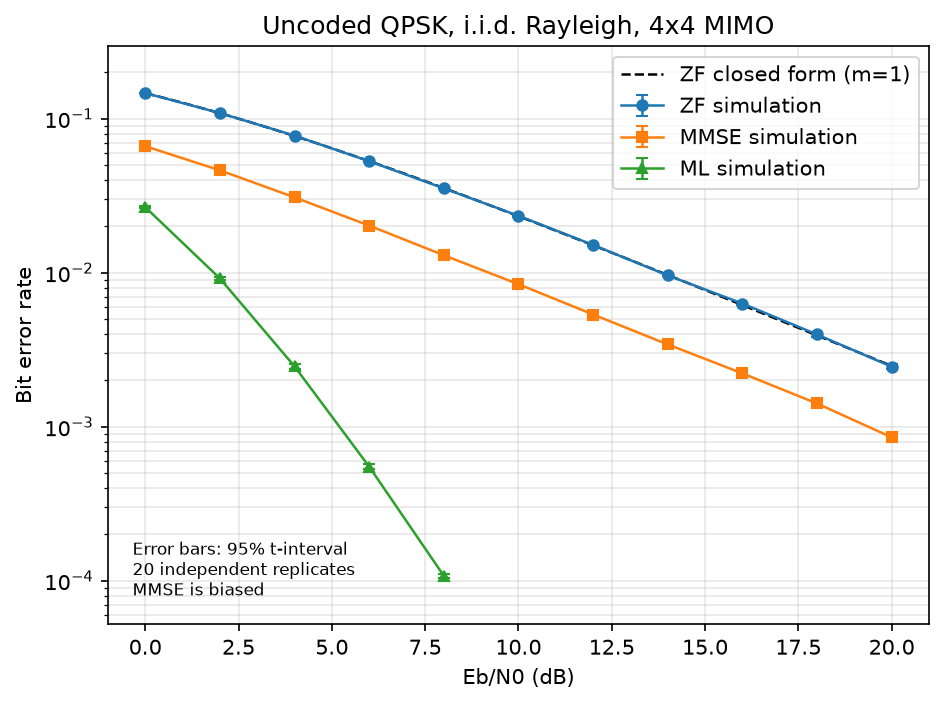 Uncoded QPSK, i.i.d. Rayleigh, 4x4 MIMO
ZF closed form (m=1)
ZF simulation
MMSE simulation
ML simulation
Bit error rate
10⁻¹
10⁻²
10⁻³
10⁻⁴
Error bars: 95% t-interval
20 independent replicates
MMSE is biased
0.0 2.5 5.0 7.5 10.0 12.5 15.0 17.5 20.0
Eb/N0 (dB)